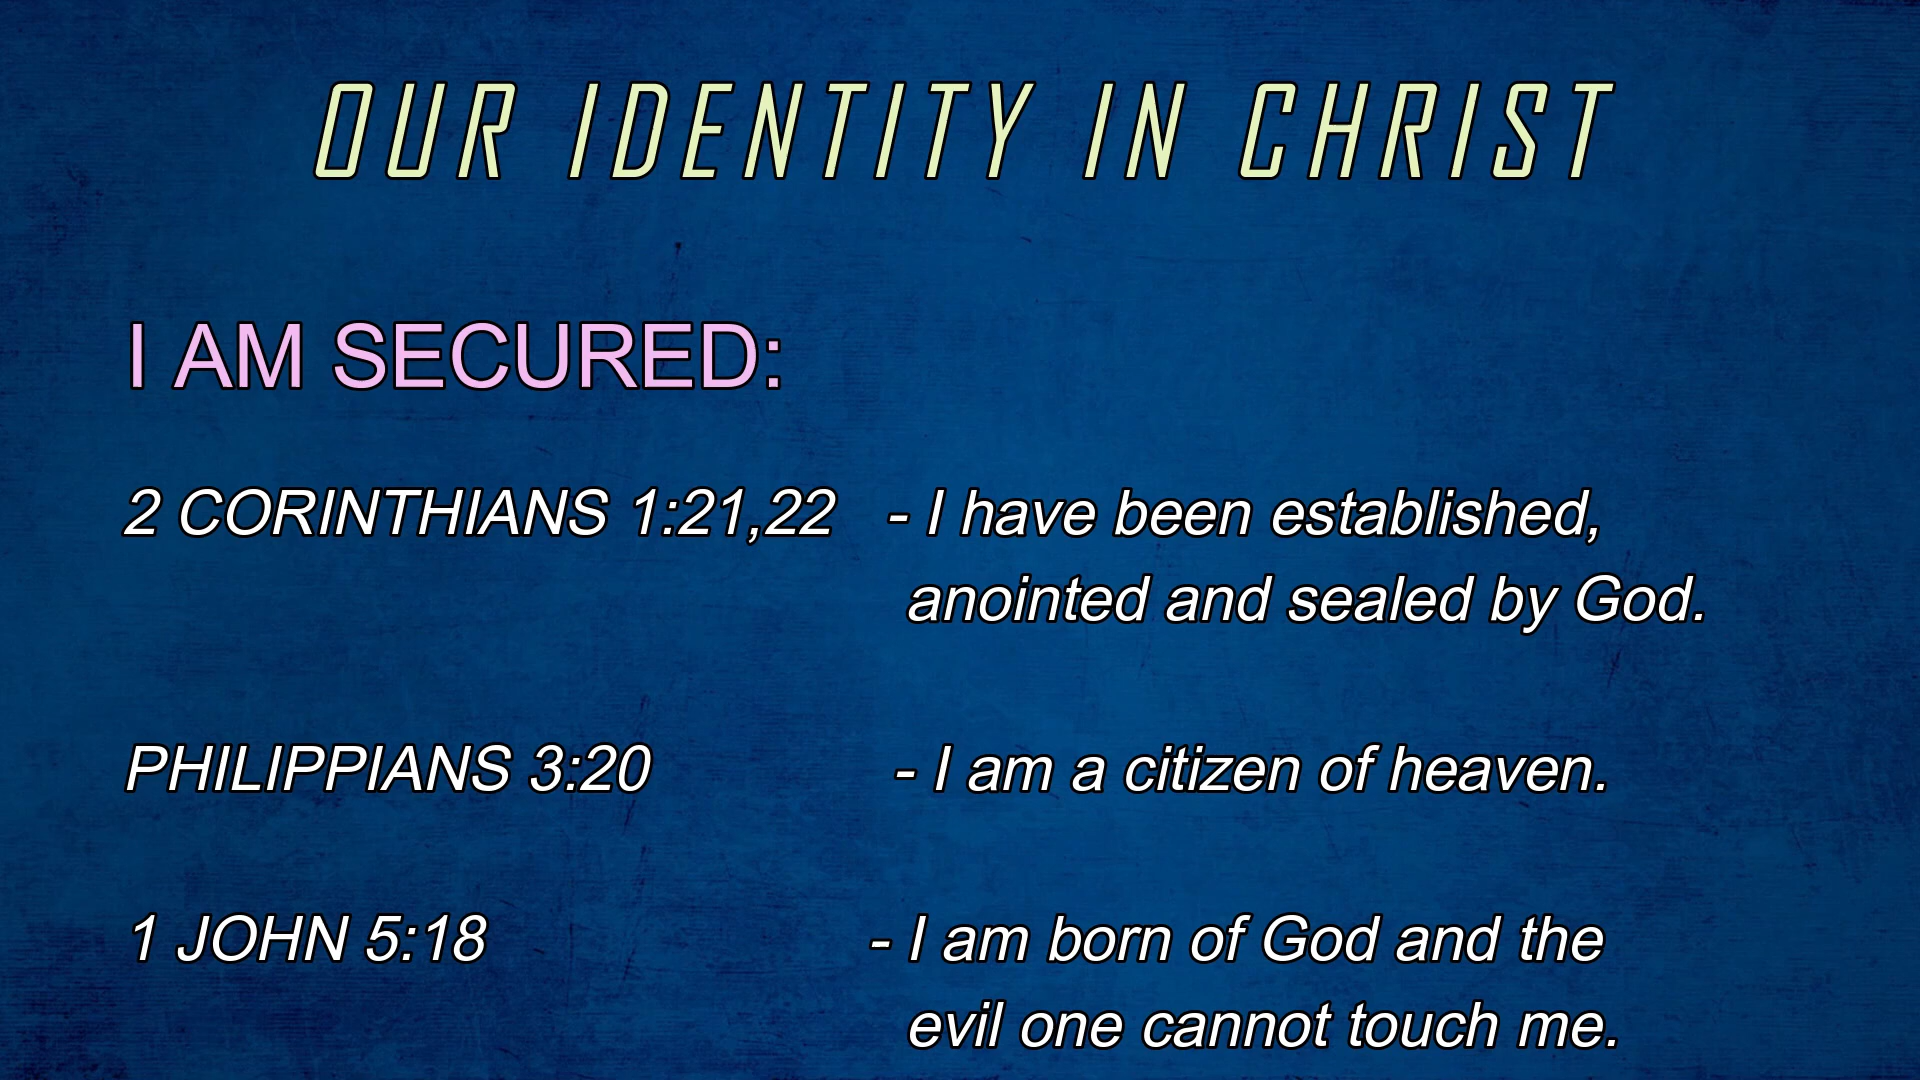 OUR IDENTITY IN CHRIST
I AM SECURED:
2 CORINTHIANS 1:21,22 - I have been established,
anointed and sealed by God.
PHILIPPIANS 3:20 - I am a citizen of heaven.
1 JOHN 5:18 - I am born of God and the
evil one cannot touch me.